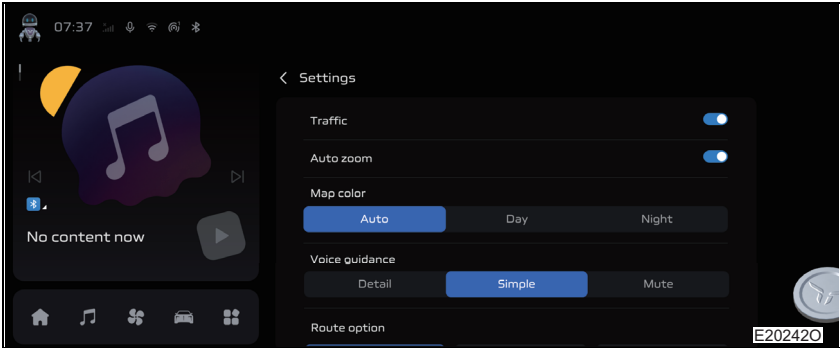 07:37
Settings
Traffic
Auto zoom
Map color
Auto Day Night
No content now
Voice guidance
Detail Simple Mute
Route option
E20242O